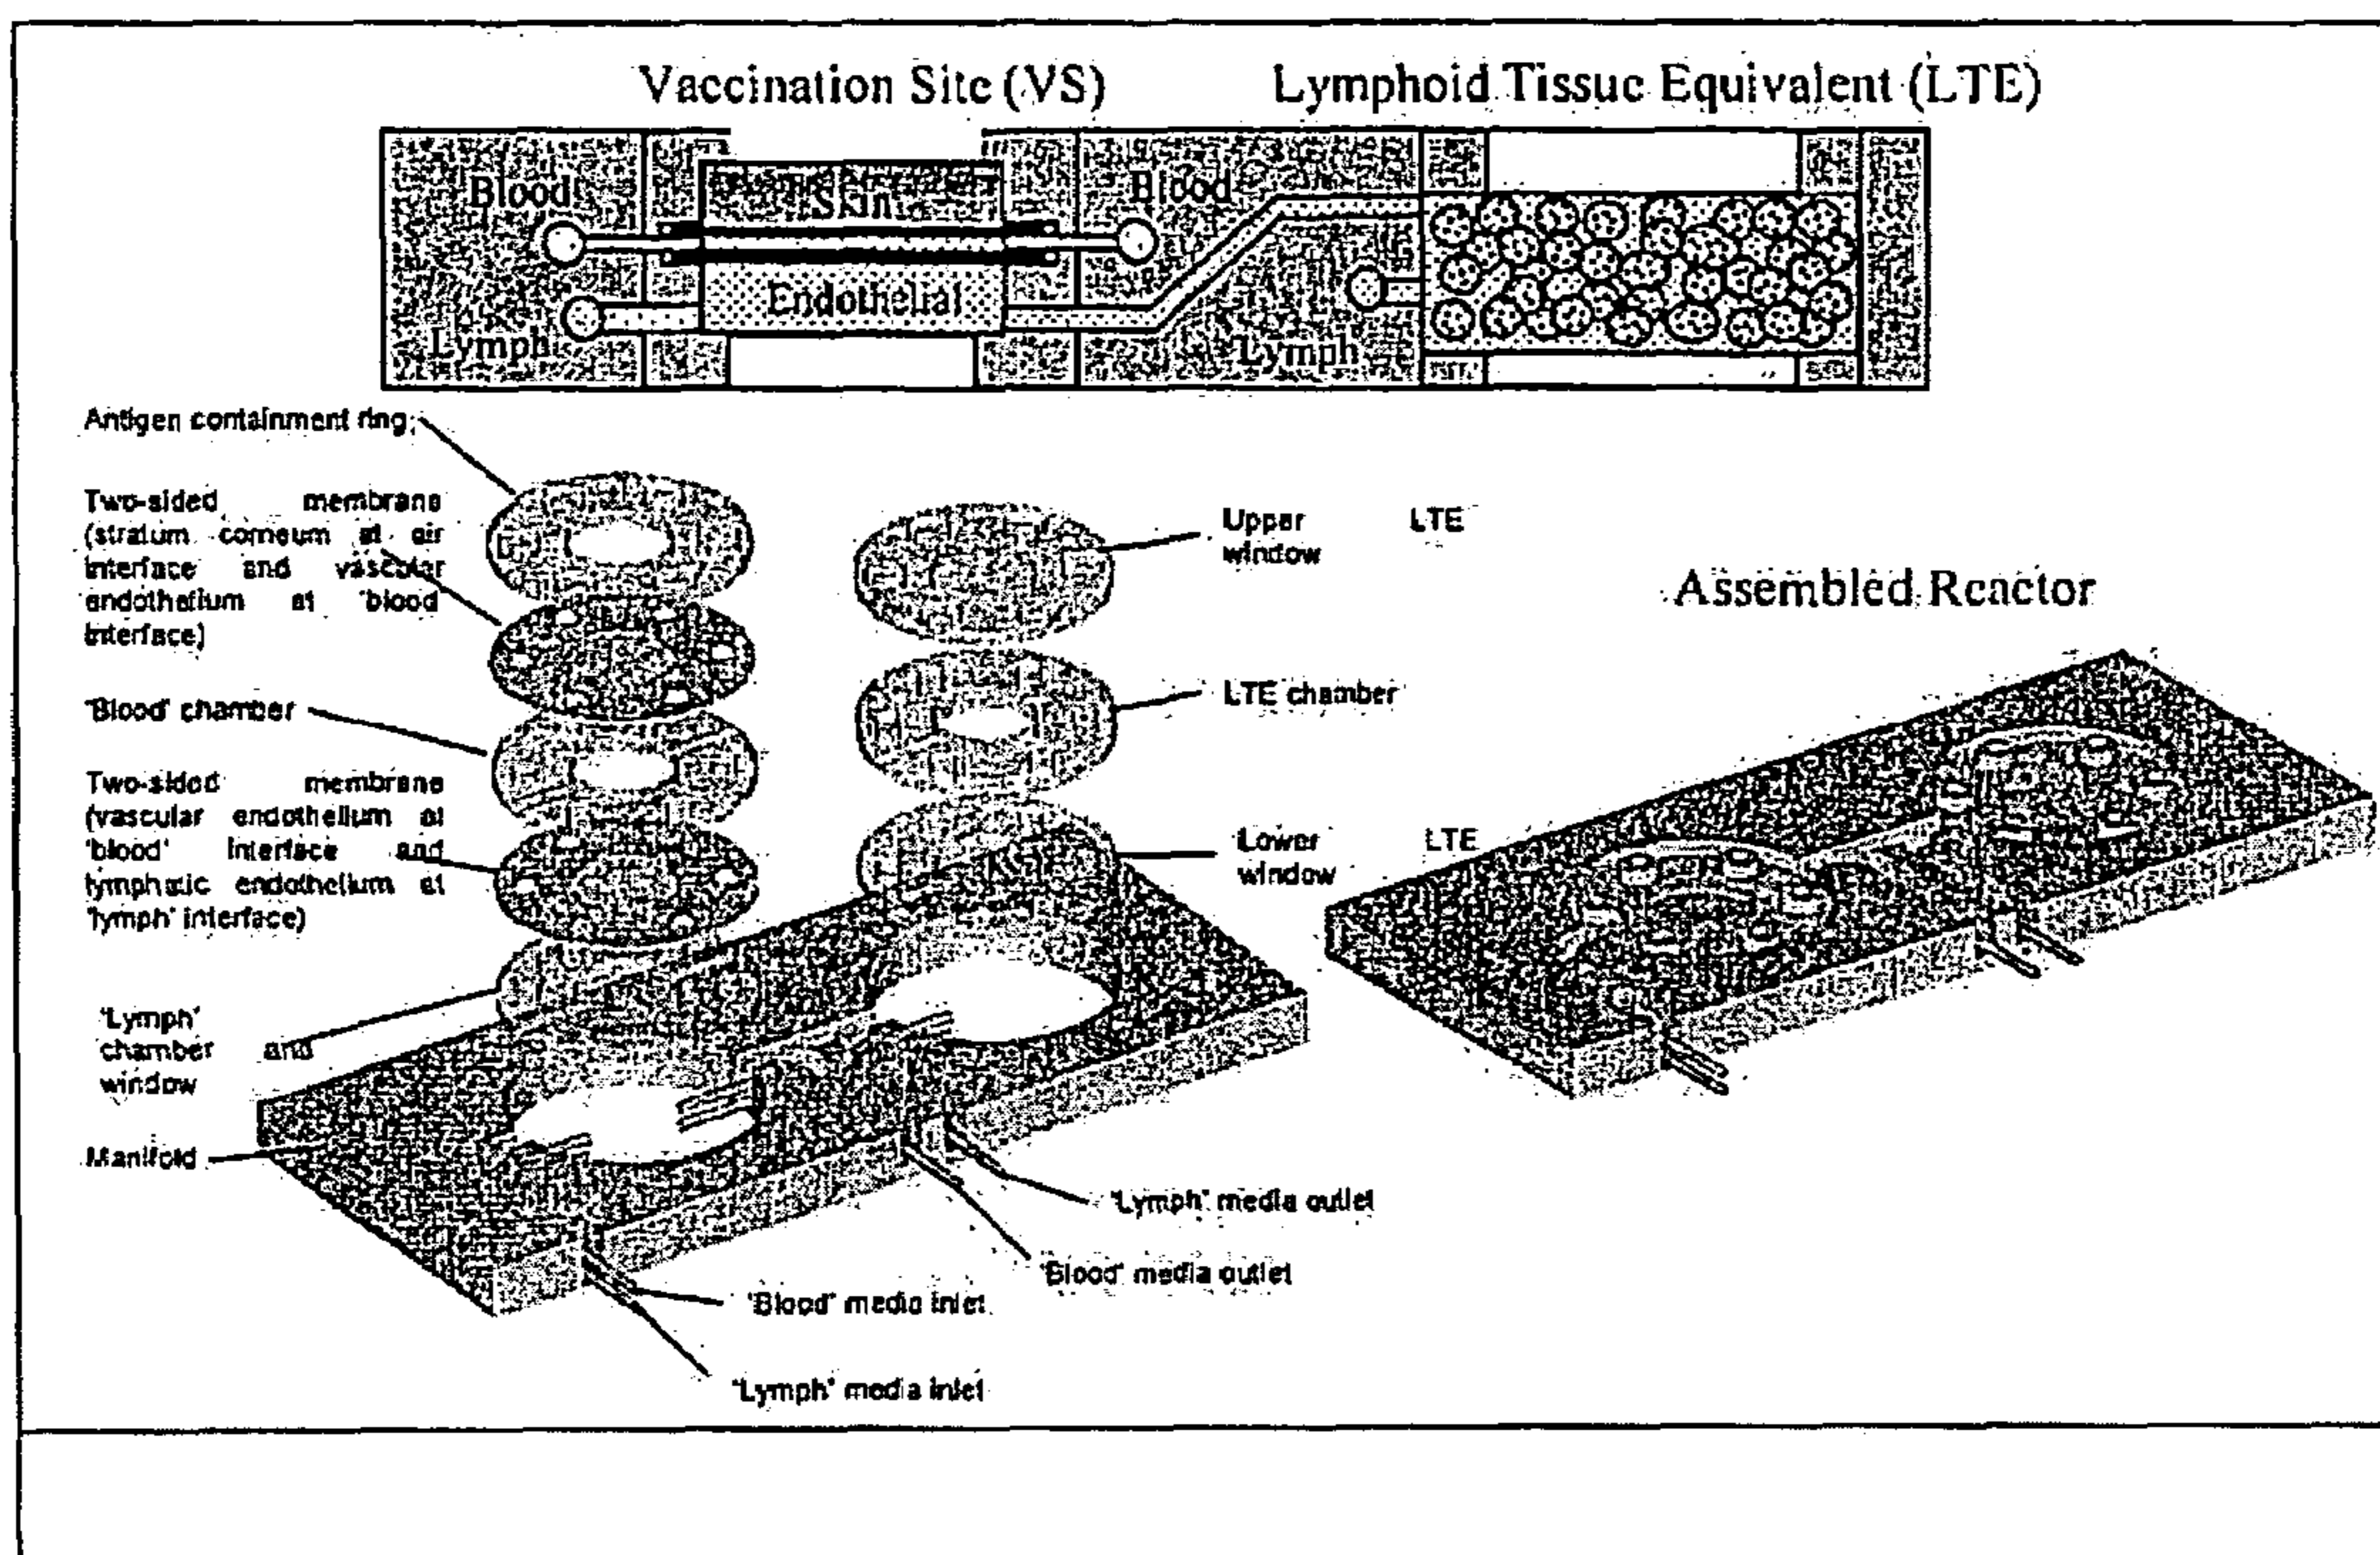 Vaccination Site (VS)
Lymphoid Tissue Equivalent (LTE)
Blood
Skin
Blood
Endothelial
Lymph
Lymph
Antigen containment ring
Two-sided membrane
(stratum corneum at air
interface and vascular
endothelium at 'blood'
interface)
'Blood' chamber
Two-sided membrane
(vascular endothelium at
'blood' interface and
lymphatic endothelium at
'lymph' interface)
'Lymph'
chamber and
window
Manifold
Upper LTE
window
LTE chamber
Lower LTE
window
'Lymph' media outlet
'Blood' media outlet
'Blood' media inlet
'Lymph' media inlet
Assembled Reactor